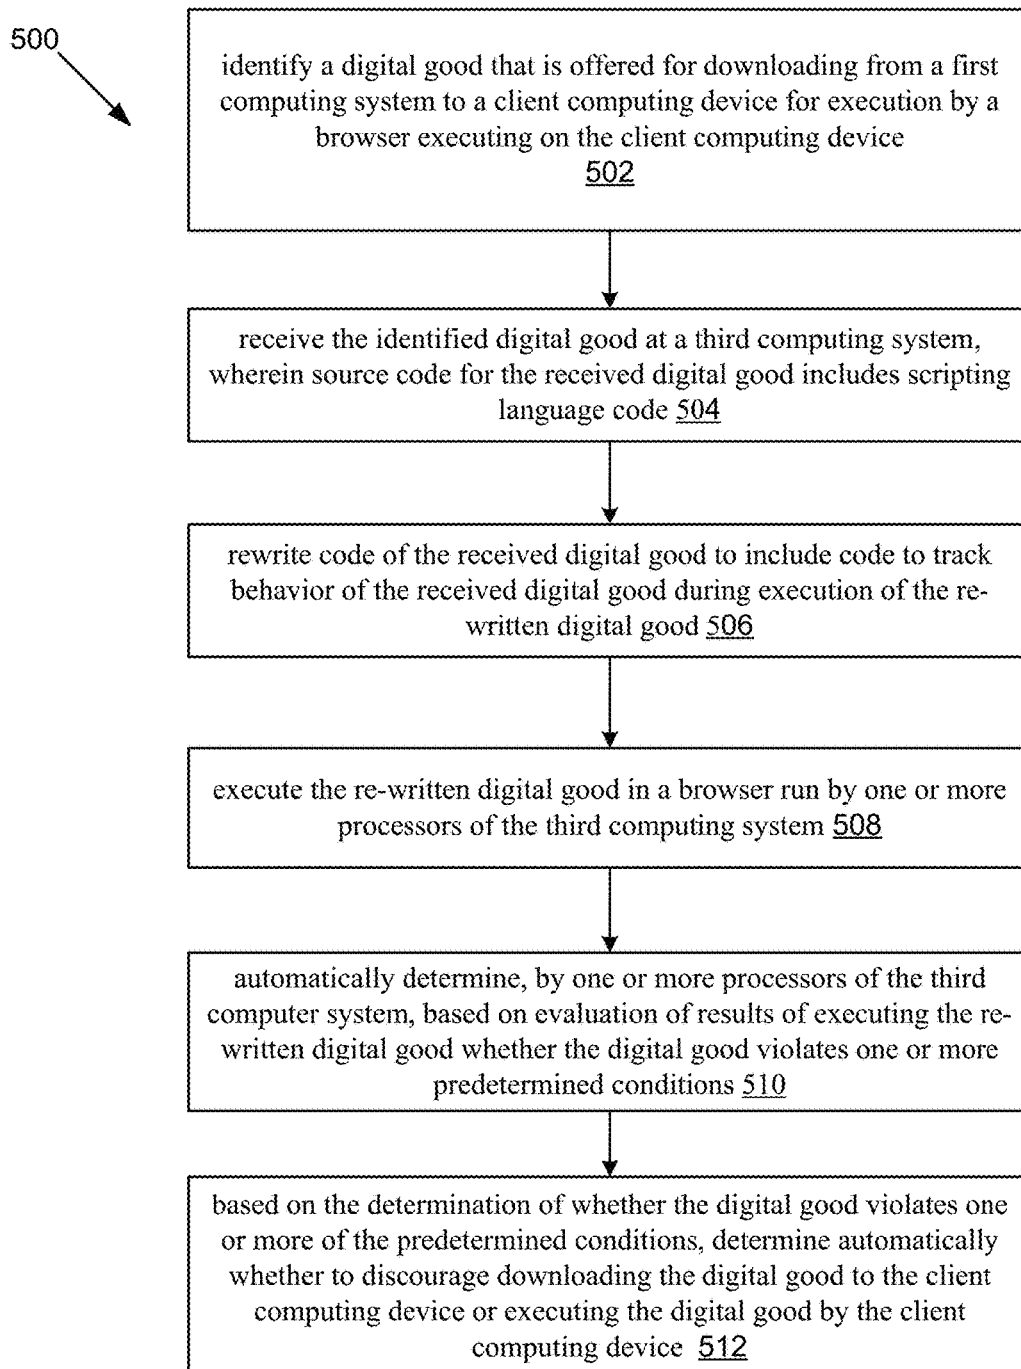 500
identify a digital good that is offered for downloading from a first
computing system to a client computing device for execution by a
browser executing on the client computing device
502
receive the identified digital good at a third computing system,
wherein source code for the received digital good includes scripting
language code 504
rewrite code of the received digital good to include code to track
behavior of the received digital good during execution of the re-
written digital good 506
execute the re-written digital good in a browser run by one or more
processors of the third computing system 508
automatically determine, by one or more processors of the third
computer system, based on evaluation of results of executing the re-
written digital good whether the digital good violates one or more
predetermined conditions 510
based on the determination of whether the digital good violates one
or more of the predetermined conditions, determine automatically
whether to discourage downloading the digital good to the client
computing device or executing the digital good by the client
computing device 512